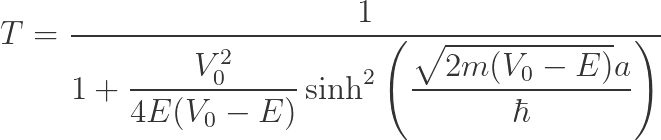 T = \frac{1}{1 + \frac{V_0^2}{4E(V_0 - E)} \sinh^2 \left( \frac{\sqrt{2m(V_0 - E)}a}{\hbar} \right)}